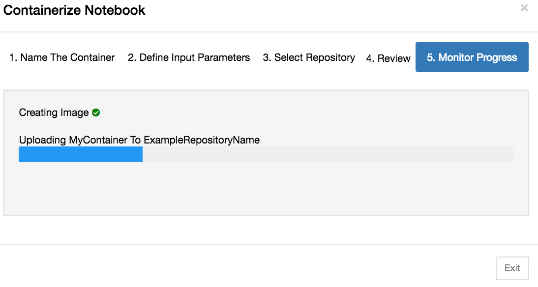 Containerize Notebook
×
1. Name The Container 2. Define Input Parameters 3. Select Repository 4. Review 5. Monitor Progress
Creating Image
Uploading MyContainer To ExampleRepositoryName
Exit